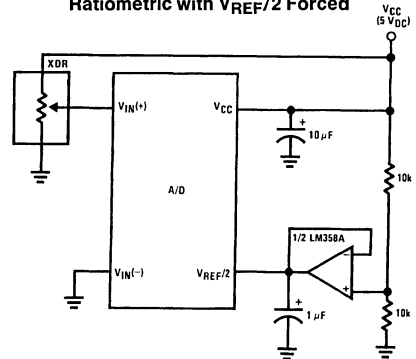 Ratiometric with VREF/2 Forced
VCC
(5 VDC)
XDR
VIN(+)
VCC
+
10 µF
10k
A/D
1/2 LM358A
−
VIN(−)
VREF/2
+
+
1 µF
10k